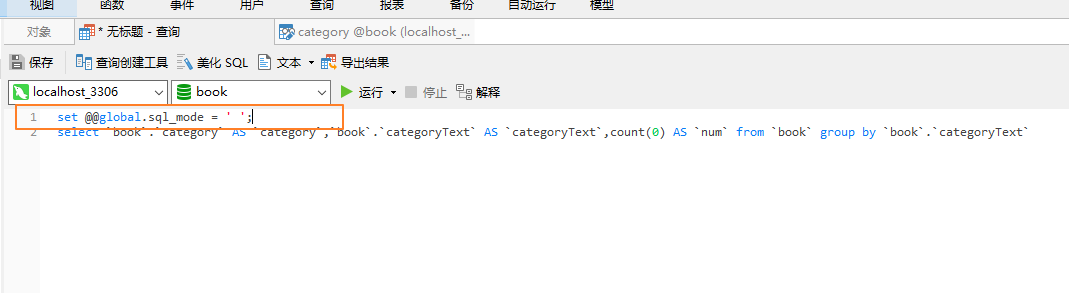 视图 函数 事件 用户 查询 报表 备份 自动运行 模型
对象 * 无标题 - 查询 category @book (localhost_...
保存 查询创建工具 美化 SQL 文本 导出结果
localhost_3306 book 运行 停止 解释
1 set @@global.sql_mode = ' ';
2 select `book`.`category` AS `category`,`book`.`categoryText` AS `categoryText`,count(0) AS `num` from `book` group by `book`.`categoryText`